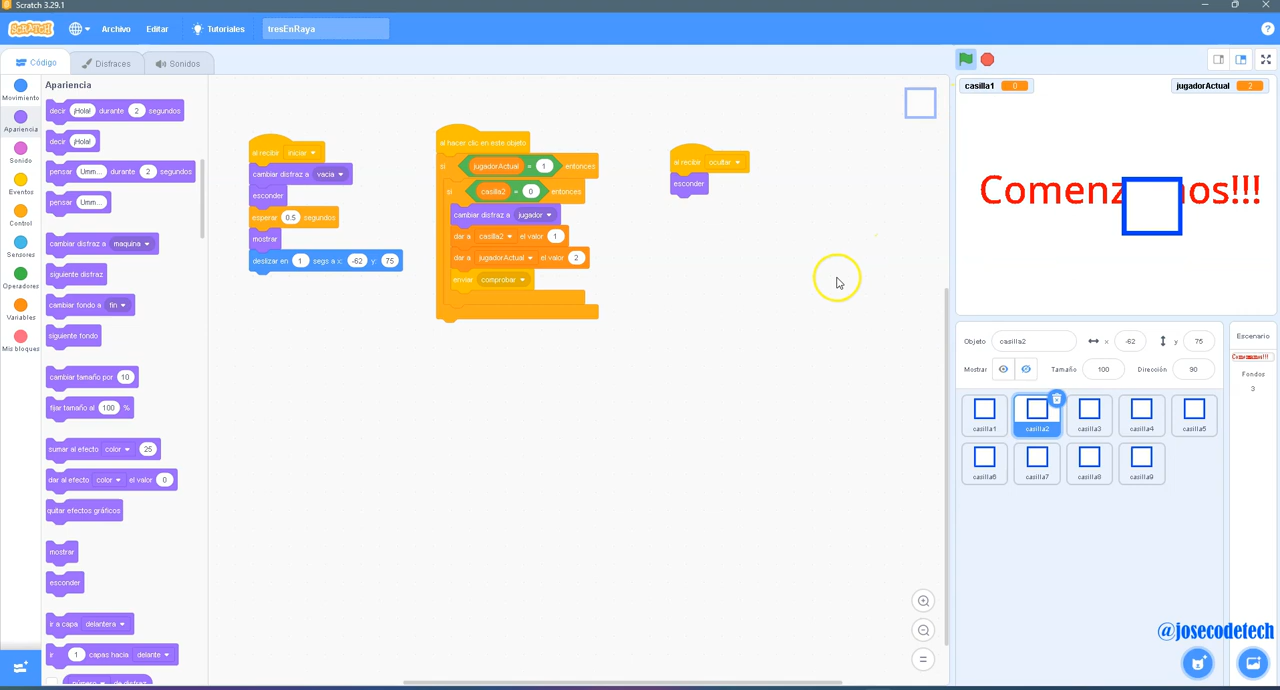 Scratch 3.29.1
SCRATCH
Archivo
Editar
Tutoriales
tresEnRaya
Código
Disfraces
Sonidos
Movimiento
Apariencia
Sonido
Eventos
Control
Sensores
Operadores
Variables
Mis bloques
Apariencia
decir ¡Hola! durante 2 segundos
decir ¡Hola!
pensar Umm... durante 2 segundos
pensar Umm...
cambiar disfraz a maquina
siguiente disfraz
cambiar fondo a fin
siguiente fondo
cambiar tamaño por 10
fijar tamaño al 100 %
sumar al efecto color 25
dar al efecto color el valor 0
quitar efectos gráficos
mostrar
esconder
ir a capa delantera
ir 1 capas hacia delante
número de disfraz
al recibir iniciar
cambiar disfraz a vacia
esconder
esperar 0.5 segundos
mostrar
deslizar en 1 segs a x: -62 y: 75
al hacer clic en este objeto
si jugadorActual = 1 entonces
si casilla2 = 0 entonces
cambiar disfraz a jugador
dar a casilla2 el valor 1
dar a jugadorActual el valor 2
enviar comprobar
al recibir ocultar
esconder
casilla1 0
jugadorActual 2
Objeto casilla2 x -62 y 75
Mostrar Tamaño 100 Dirección 90
casilla1 casilla2 casilla3 casilla4 casilla5
casilla6 casilla7 casilla8 casilla9
Escenario
Comenzamos!!!
Fondos
3
@josecodetech